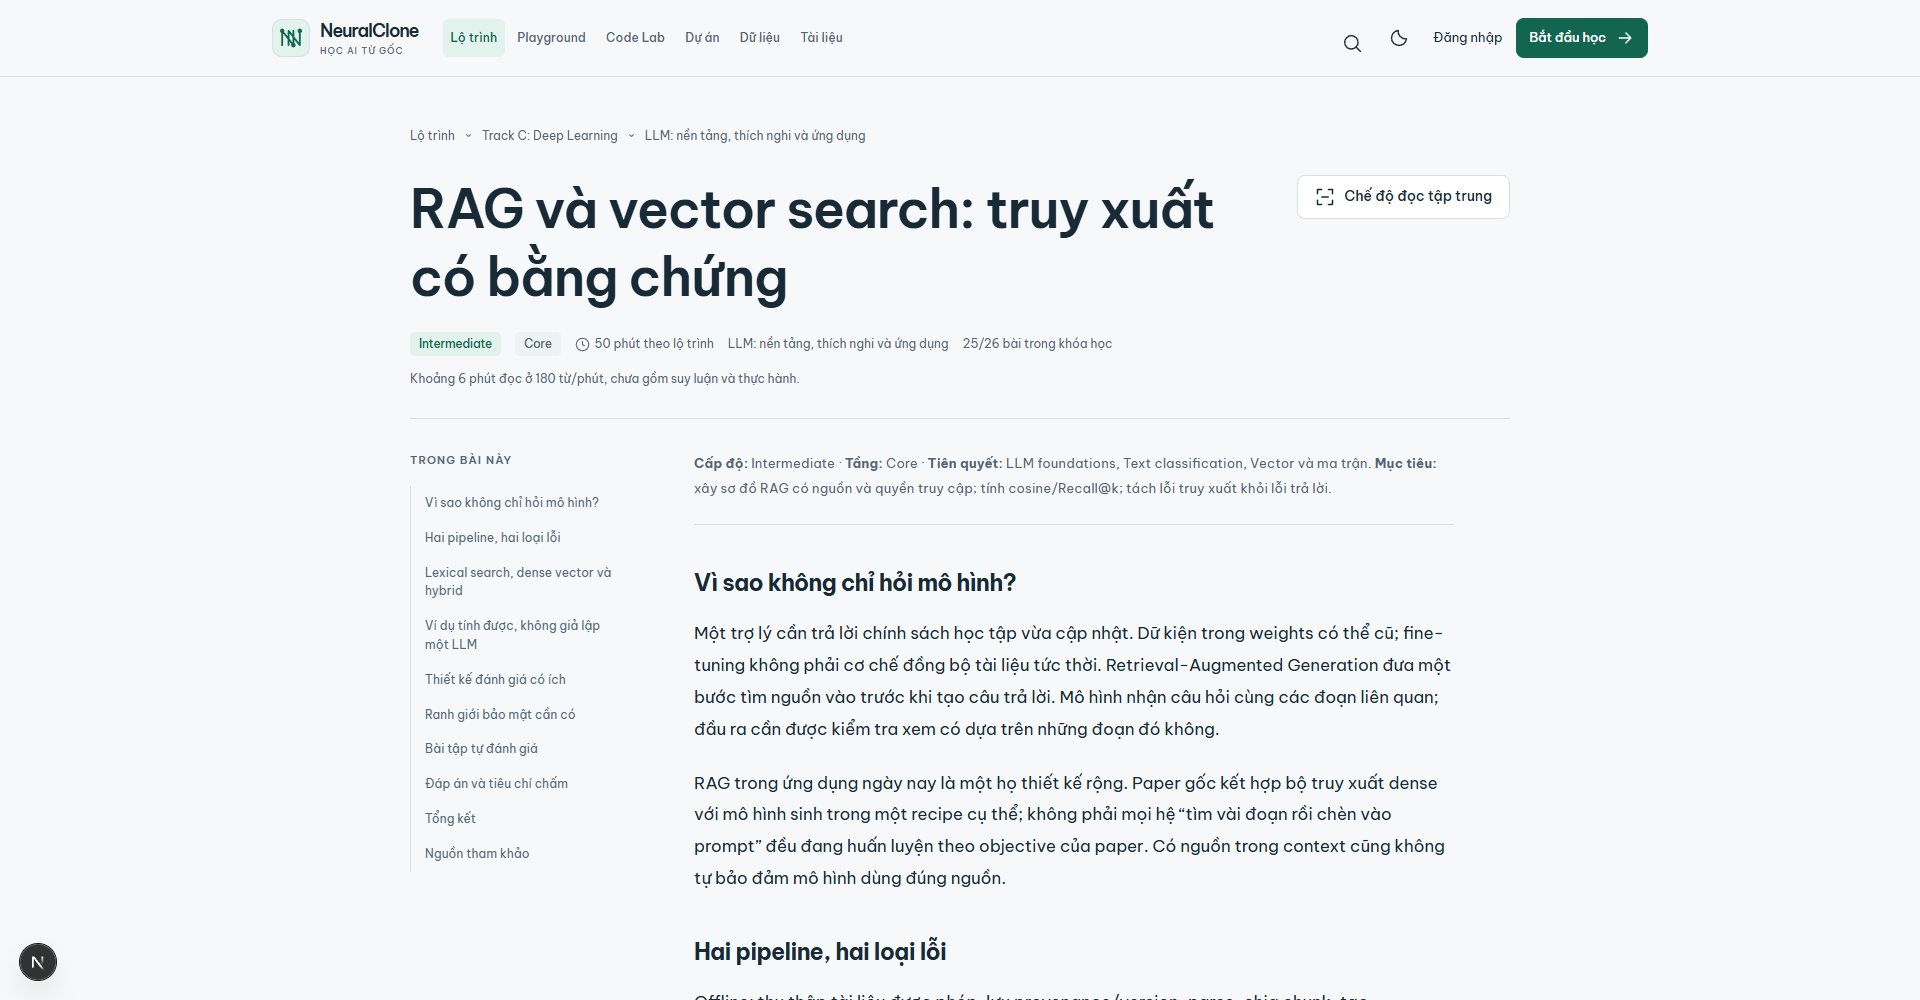 NeuralClone
HỌC AI TỪ GỐC
Lộ trình
Playground
Code Lab
Dự án
Dữ liệu
Tài liệu
Đăng nhập
Bắt đầu học
Lộ trình
Track C: Deep Learning
LLM: nền tảng, thích nghi và ứng dụng
RAG và vector search: truy xuất
có bằng chứng
Chế độ đọc tập trung
Intermediate
Core
50 phút theo lộ trình
LLM: nền tảng, thích nghi và ứng dụng
25/26 bài trong khóa học
Khoảng 6 phút đọc ở 180 từ/phút, chưa gồm suy luận và thực hành.
TRONG BÀI NÀY
Vì sao không chỉ hỏi mô hình?
Hai pipeline, hai loại lỗi
Lexical search, dense vector và
hybrid
Ví dụ tính được, không giả lập
một LLM
Thiết kế đánh giá có ích
Ranh giới bảo mật cần có
Bài tập tự đánh giá
Đáp án và tiêu chí chấm
Tổng kết
Nguồn tham khảo
Cấp độ: Intermediate · Tầng: Core · Tiên quyết: LLM foundations, Text classification, Vector và ma trận. Mục tiêu:
xây sơ đồ RAG có nguồn và quyền truy cập; tính cosine/Recall@k; tách lỗi truy xuất khỏi lỗi trả lời.
Vì sao không chỉ hỏi mô hình?
Một trợ lý cần trả lời chính sách học tập vừa cập nhật. Dữ kiện trong weights có thể cũ; fine-
tuning không phải cơ chế đồng bộ tài liệu tức thời. Retrieval-Augmented Generation đưa một
bước tìm nguồn vào trước khi tạo câu trả lời. Mô hình nhận câu hỏi cùng các đoạn liên quan;
đầu ra cần được kiểm tra xem có dựa trên những đoạn đó không.
RAG trong ứng dụng ngày nay là một họ thiết kế rộng. Paper gốc kết hợp bộ truy xuất dense
với mô hình sinh trong một recipe cụ thể; không phải mọi hệ “tìm vài đoạn rồi chèn vào
prompt” đều đang huấn luyện theo objective của paper. Có nguồn trong context cũng không
tự bảo đảm mô hình dùng đúng nguồn.
Hai pipeline, hai loại lỗi
Offline: thu thập tài liệu được phép, lưu provenance/version, parse, chia chunk, tạo